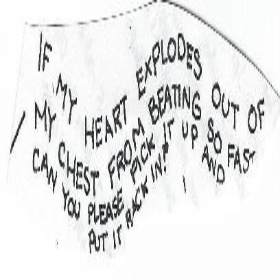 IF MY HEART EXPLODES OUT OF
MY CHEST FROM BEATING SO FAST
CAN YOU PLEASE PICK IT UP AND
PUT IT BACK IN?